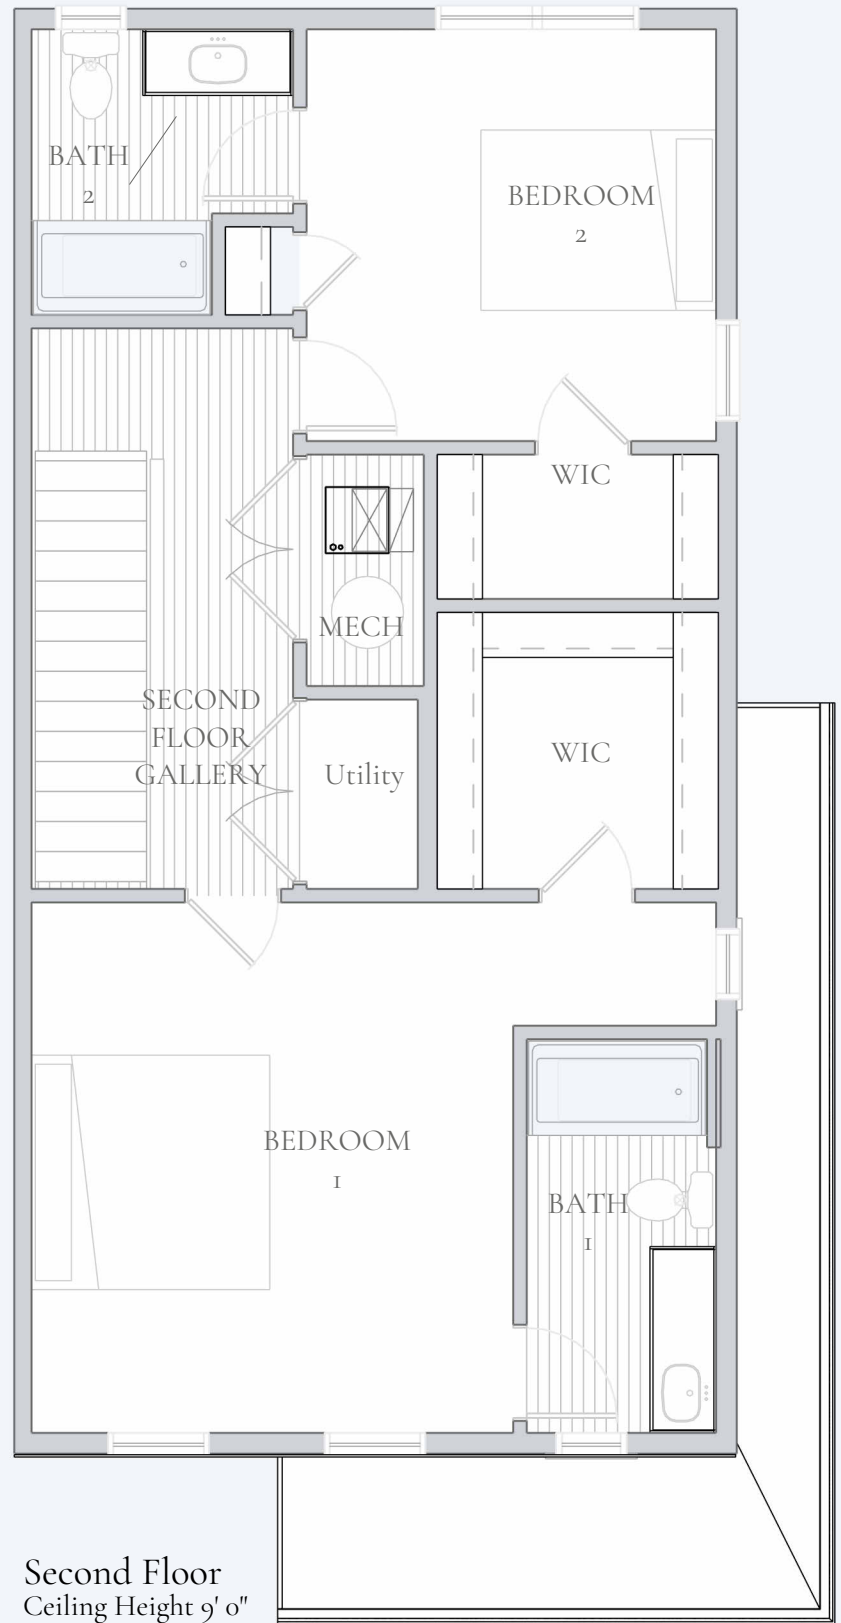 BATH
2
BEDROOM
2
WIC
MECH
SECOND
FLOOR
GALLERY
Utility
WIC
BEDROOM
1
BATH
1
Second Floor
Ceiling Height 9' 0"